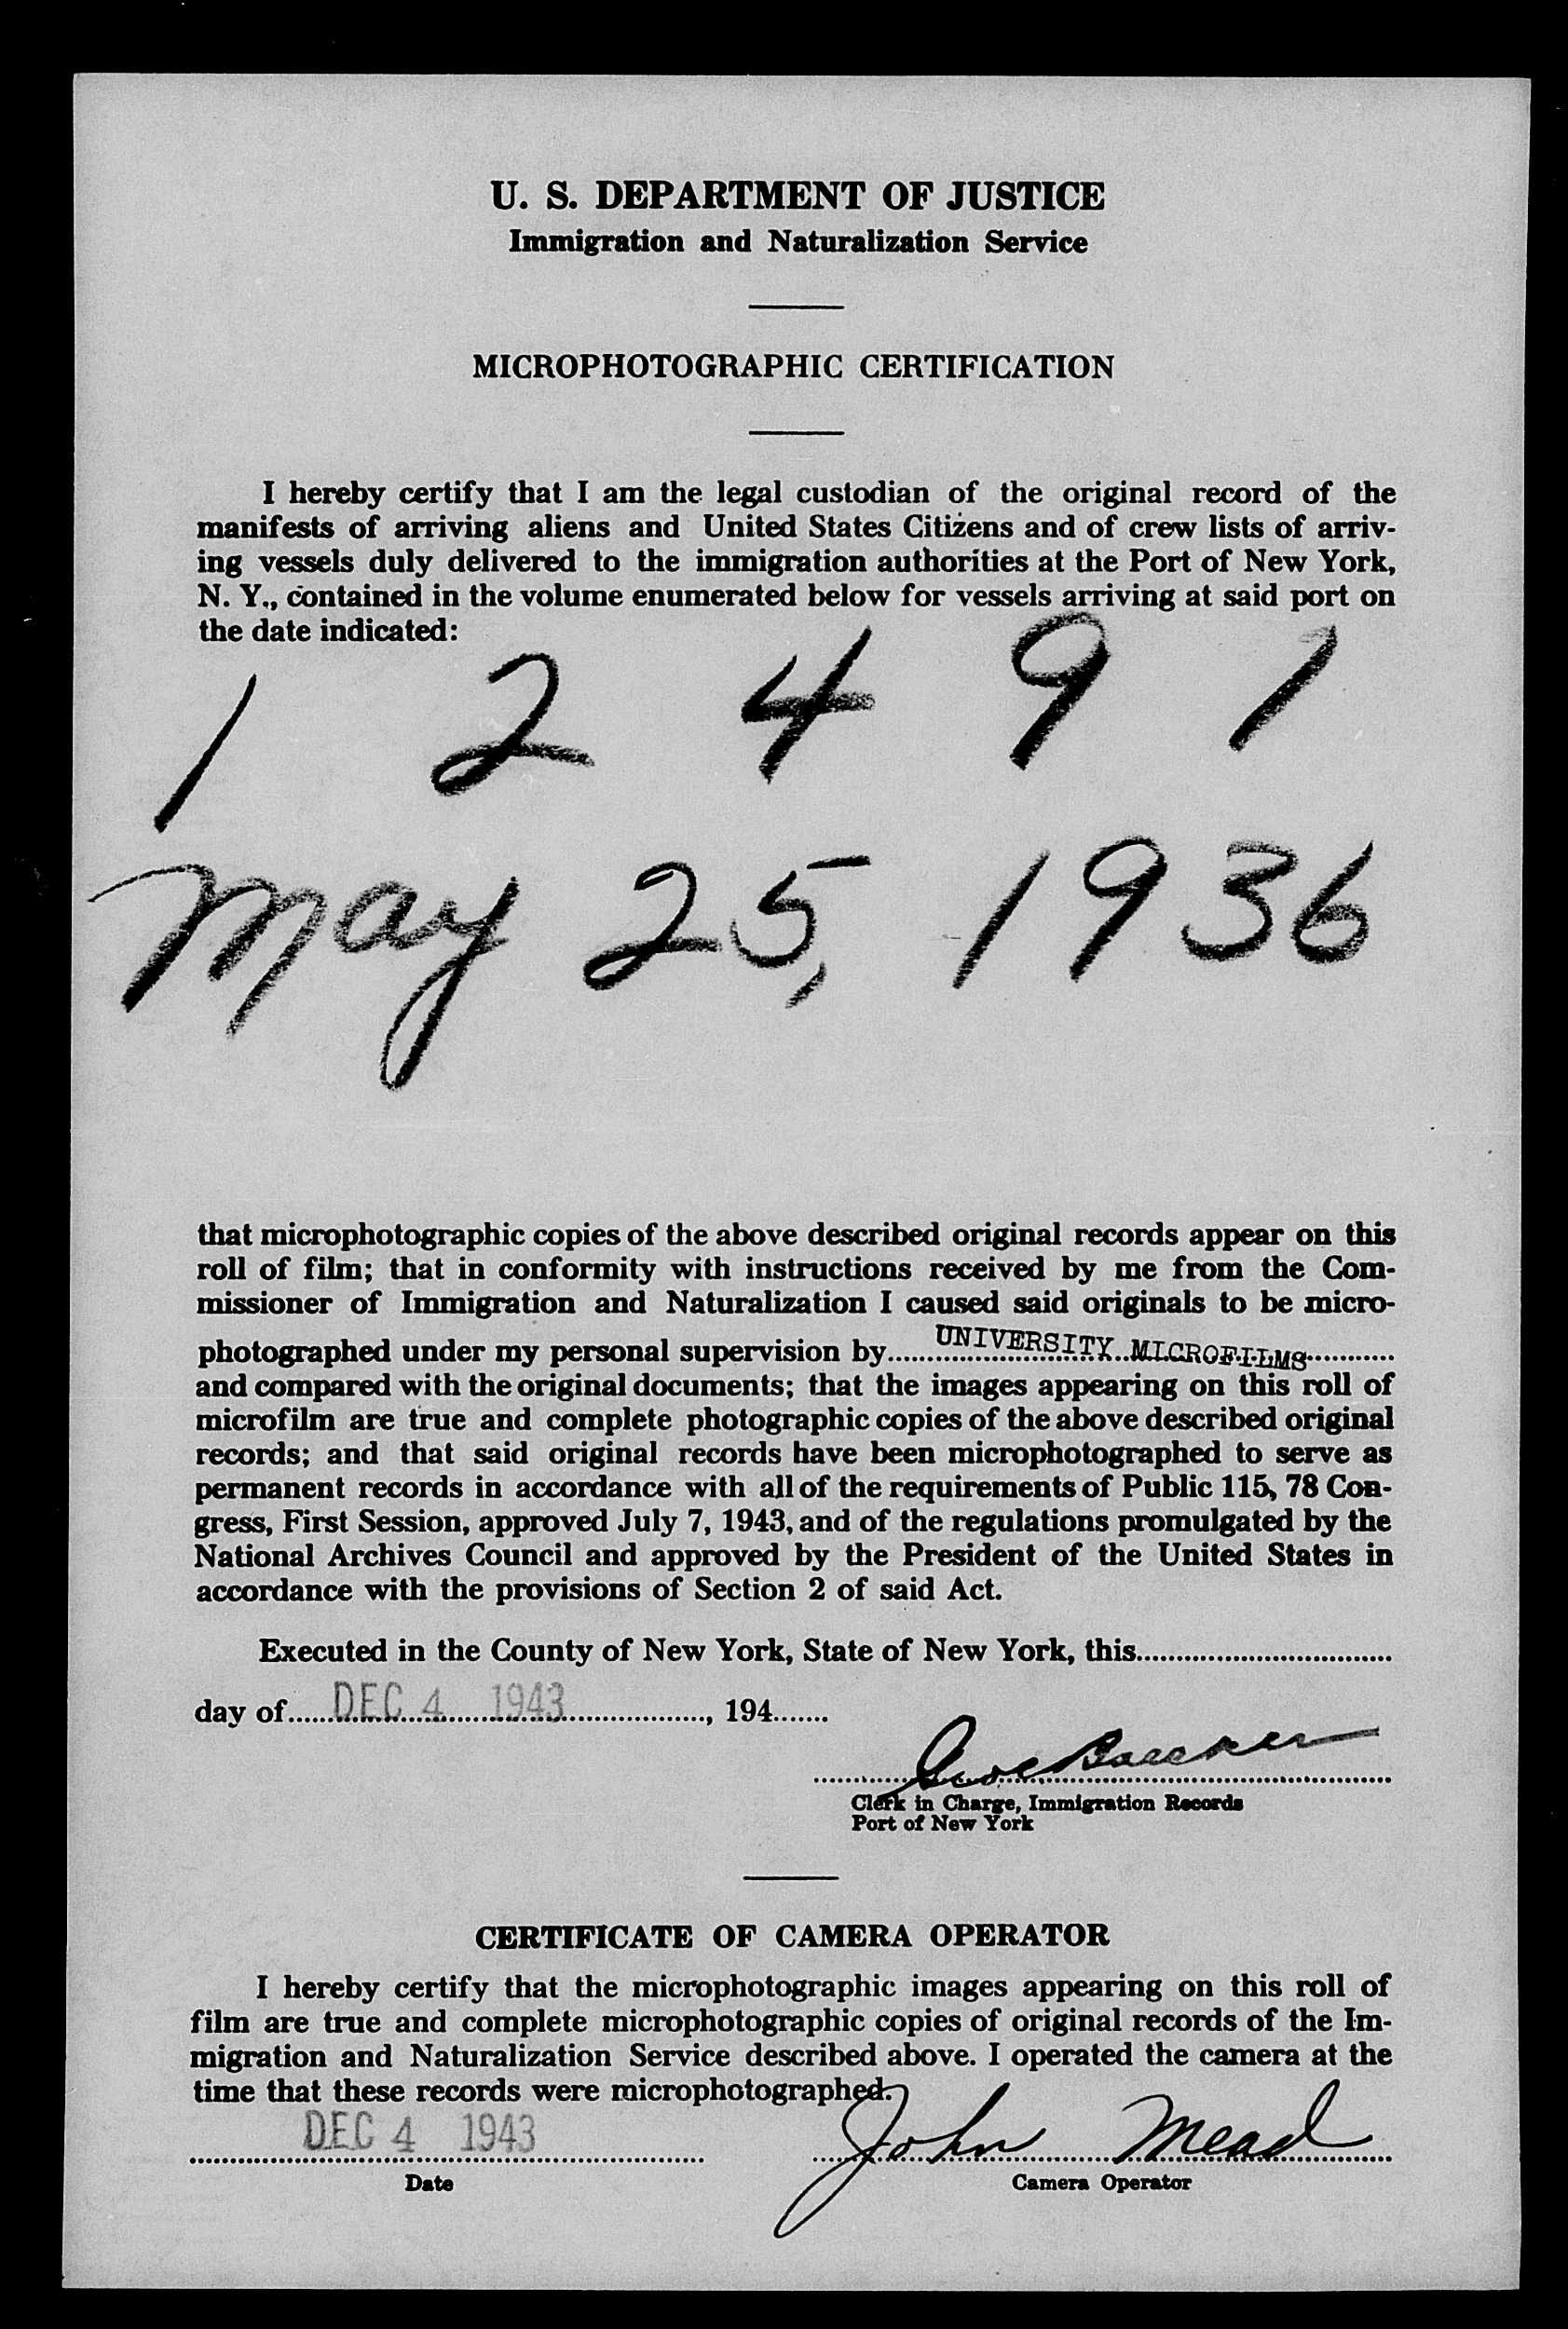 U. S. DEPARTMENT OF JUSTICE
Immigration and Naturalization Service
MICROPHOTOGRAPHIC CERTIFICATION
I hereby certify that I am the legal custodian of the original record of the
manifests of arriving aliens and United States Citizens and of crew lists of arriv-
ing vessels duly delivered to the immigration authorities at the Port of New York,
N. Y., contained in the volume enumerated below for vessels arriving at said port on
the date indicated:
1 2 4 9 1
May 25, 1936
that microphotographic copies of the above described original records appear on this
roll of film; that in conformity with instructions received by me from the Com-
missioner of Immigration and Naturalization I caused said originals to be micro-
photographed under my personal supervision by UNIVERSITY MICROFILMS
and compared with the original documents; that the images appearing on this roll of
microfilm are true and complete photographic copies of the above described original
records; and that said original records have been microphotographed to serve as
permanent records in accordance with all of the requirements of Public 115, 78 Con-
gress, First Session, approved July 7, 1943, and of the regulations promulgated by the
National Archives Council and approved by the President of the United States in
accordance with the provisions of Section 2 of said Act.
Executed in the County of New York, State of New York, this
day of DEC 4 1943, 194
Clerk in Charge, Immigration Records
Port of New York
CERTIFICATE OF CAMERA OPERATOR
I hereby certify that the microphotographic images appearing on this roll of
film are true and complete microphotographic copies of original records of the Im-
migration and Naturalization Service described above. I operated the camera at the
time that these records were microphotographed.
DEC 4 1943 John Mead
Date Camera Operator